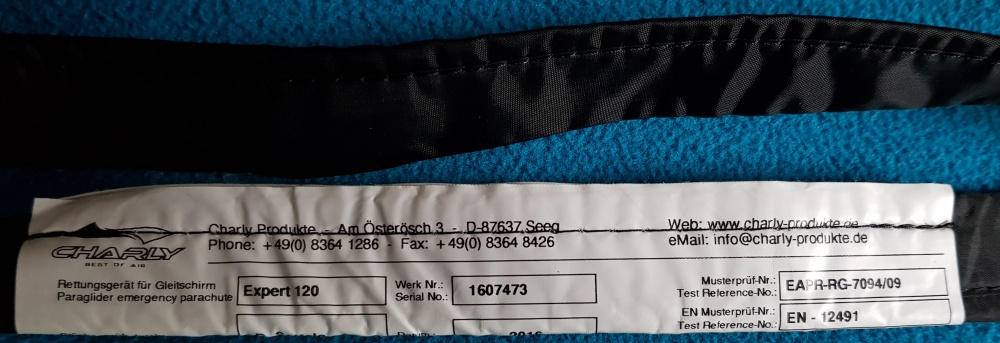 Charly Produkte - Am Österösch 3 - D-87637 Seeg
Phone: +49(0) 8364 1286 - Fax: +49(0) 8364 8426
Web: www.charly-produkte.de
eMail: info@charly-produkte.de
CHARLY
BEST OF AIR
Rettungsgerät für Gleitschirm
Paraglider emergency parachute
Expert 120
Werk Nr.:
Serial No.:
1607473
Musterprüf-Nr.:
Test Reference-No.:
EAPR-RG-7094/09
EN Musterprüf-Nr.:
Test Reference-No.:
EN - 12491